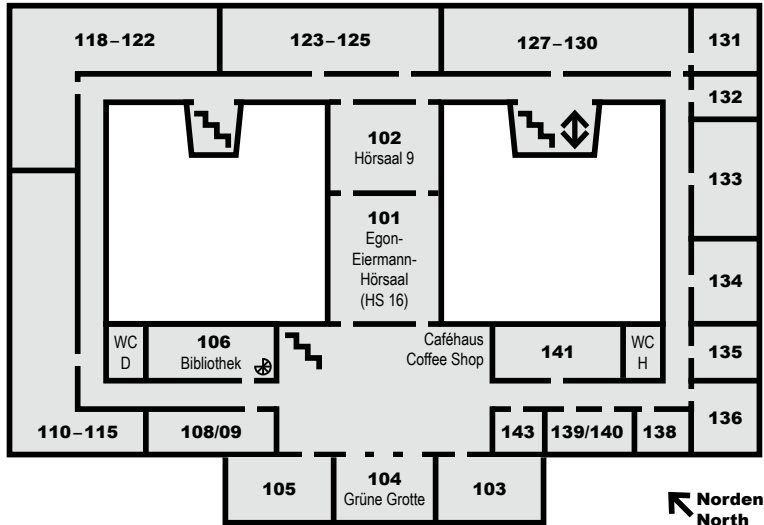 118–122
123–125
127–130
131
132
102
Hörsaal 9
133
101
Egon-
Eiermann-
Hörsaal
(HS 16)
134
WC
D
106
Bibliothek
Caféhaus
Coffee Shop
141
WC
H
135
110–115
108/09
143
139/140
138
136
105
104
Grüne Grotte
103
Norden
North